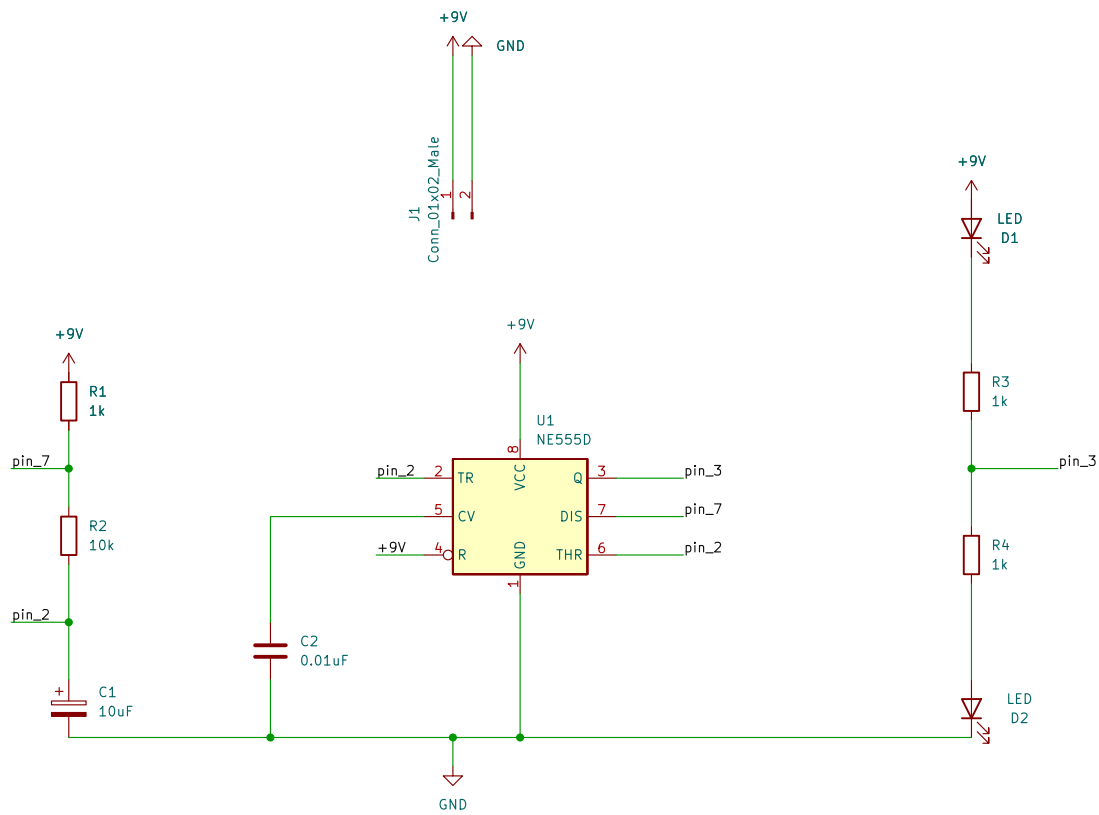 +9V
GND
J1
Conn_01x02_Male
1
2
+9V
LED
D1
+9V
R1
1k
pin_7
R2
10k
pin_2
+
C1
10uF
+9V
U1
NE555D
8
VCC
pin_2
2
TR
Q
3
pin_3
5
CV
DIS
7
pin_7
+9V
4
R
GND
THR
6
pin_2
1
C2
0.01uF
R3
1k
pin_3
R4
1k
LED
D2
GND